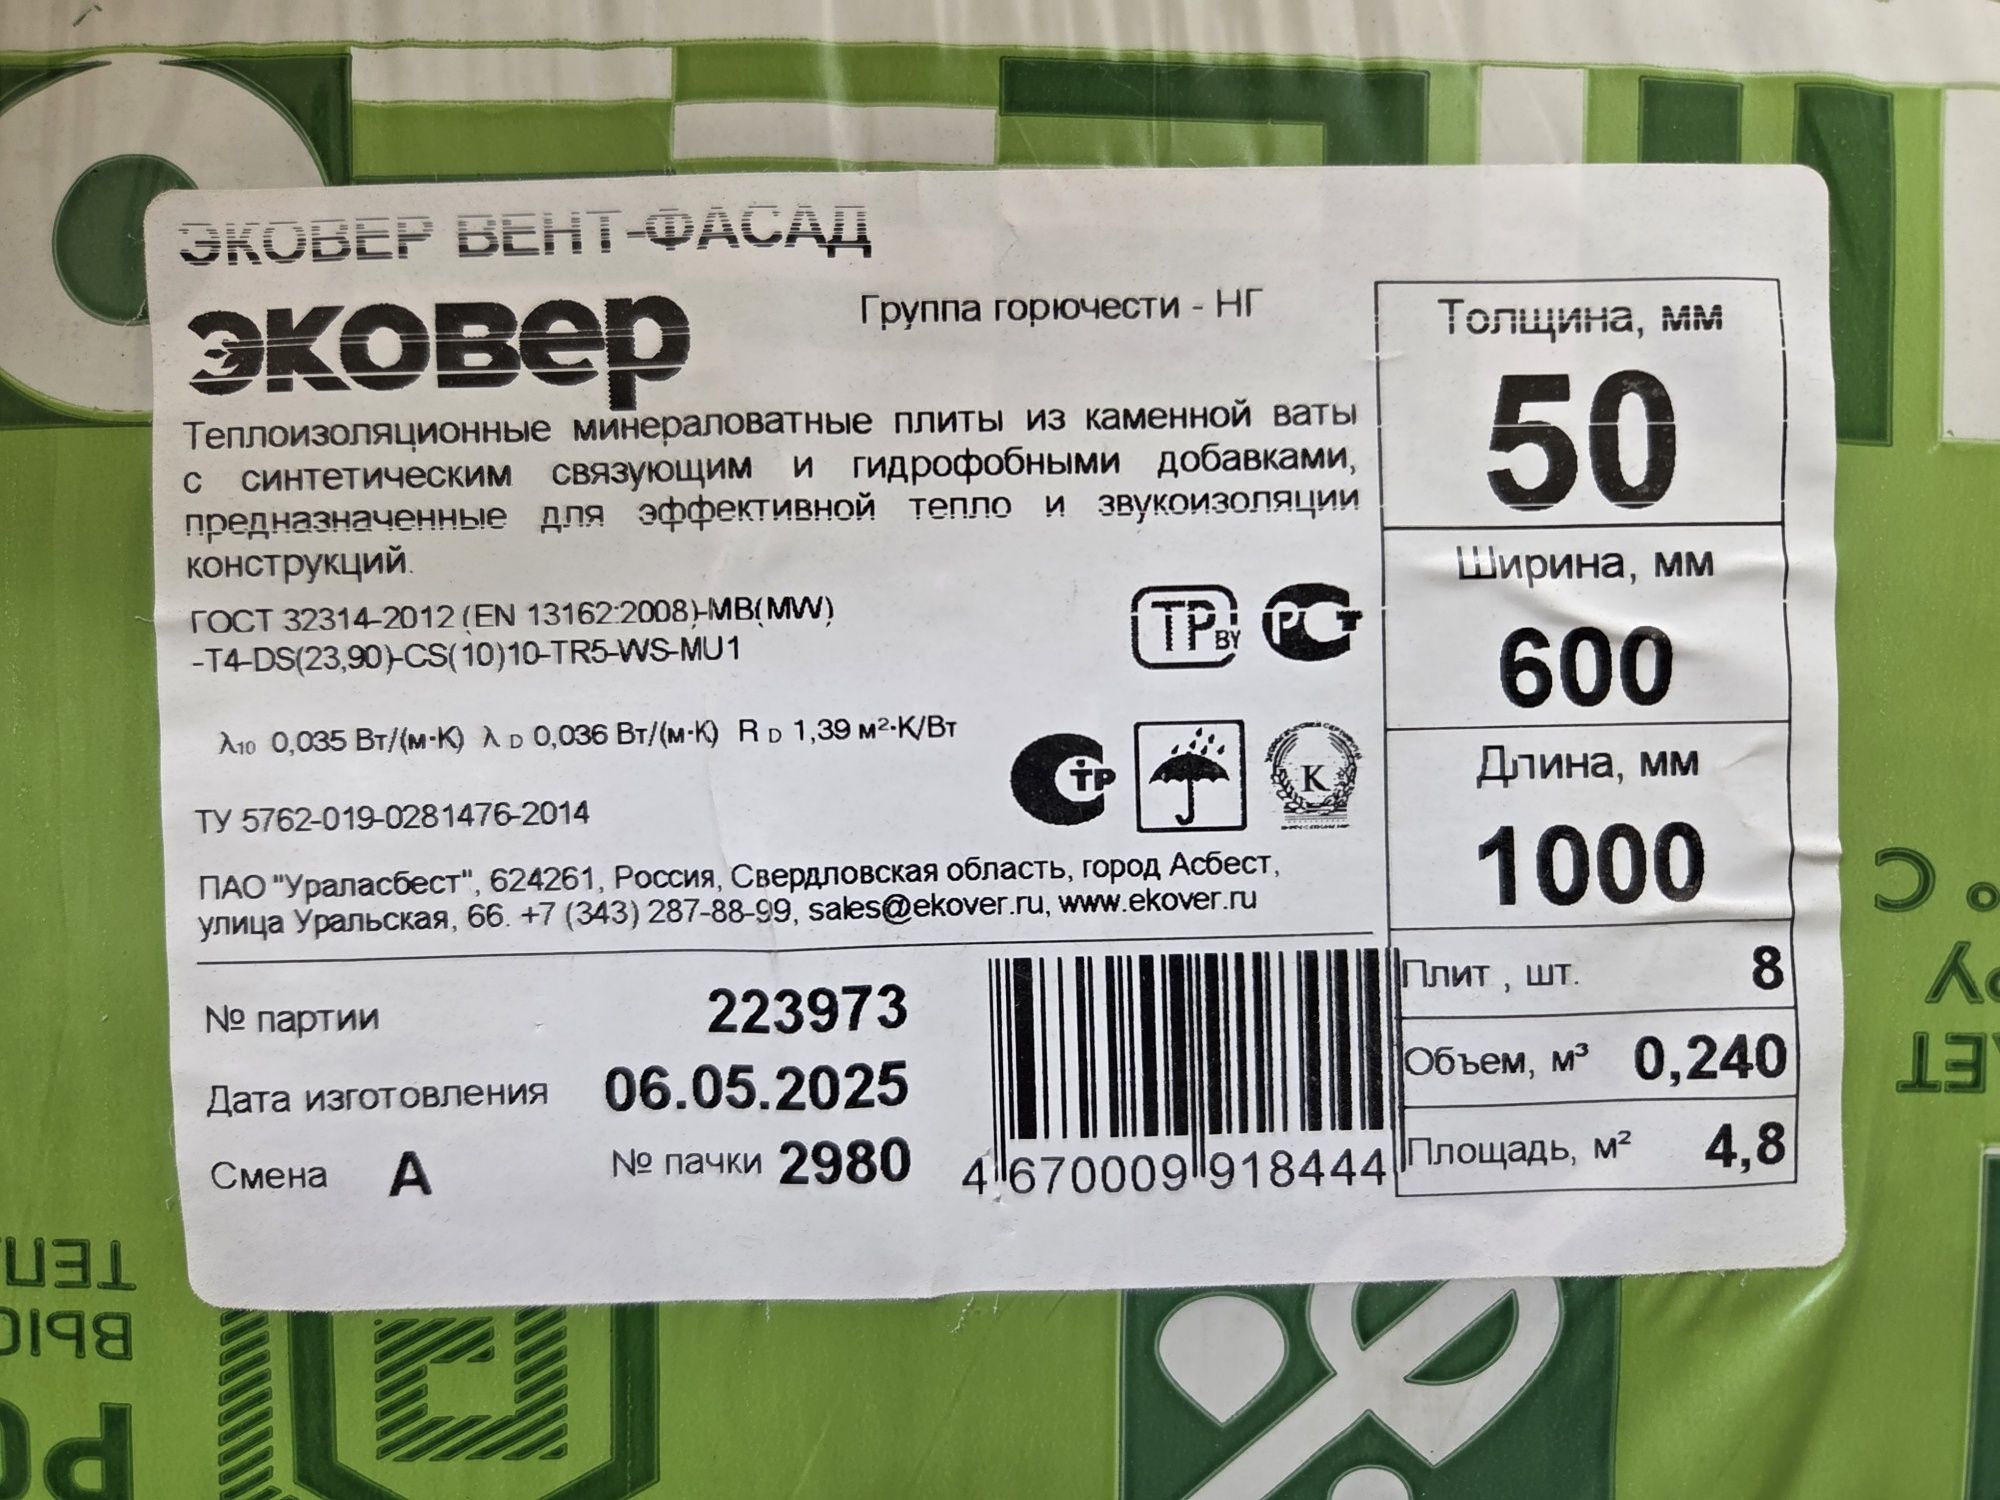 ЭКОВЕР ВЕНТ-ФАСАД
эковер
Группа горючести - НГ
Теплоизоляционные минераловатные плиты из каменной ваты
с синтетическим связующим и гидрофобными добавками,
предназначенные для эффективной тепло и звукоизоляции
конструкций.
ГОСТ 32314-2012 (EN 13162:2008)-МВ(MW)
-T4-DS(23,90)-CS(10)10-TR5-WS-MU1
TP BY
РСТ
λ10 0,035 Вт/(м·К) λ D 0,036 Вт/(м·К) R D 1,39 м²·К/Вт
СТР
K
ТУ 5762-019-0281476-2014
ПАО "Ураласбест", 624261, Россия, Свердловская область, город Асбест,
улица Уральская, 66. +7 (343) 287-88-99, sales@ekover.ru, www.ekover.ru
№ партии 223973
Дата изготовления 06.05.2025
Смена А № пачки 2980
4 670009 918444
Толщина, мм
50
Ширина, мм
600
Длина, мм
1000
Плит , шт. 8
Объем, м³ 0,240
Площадь, м² 4,8